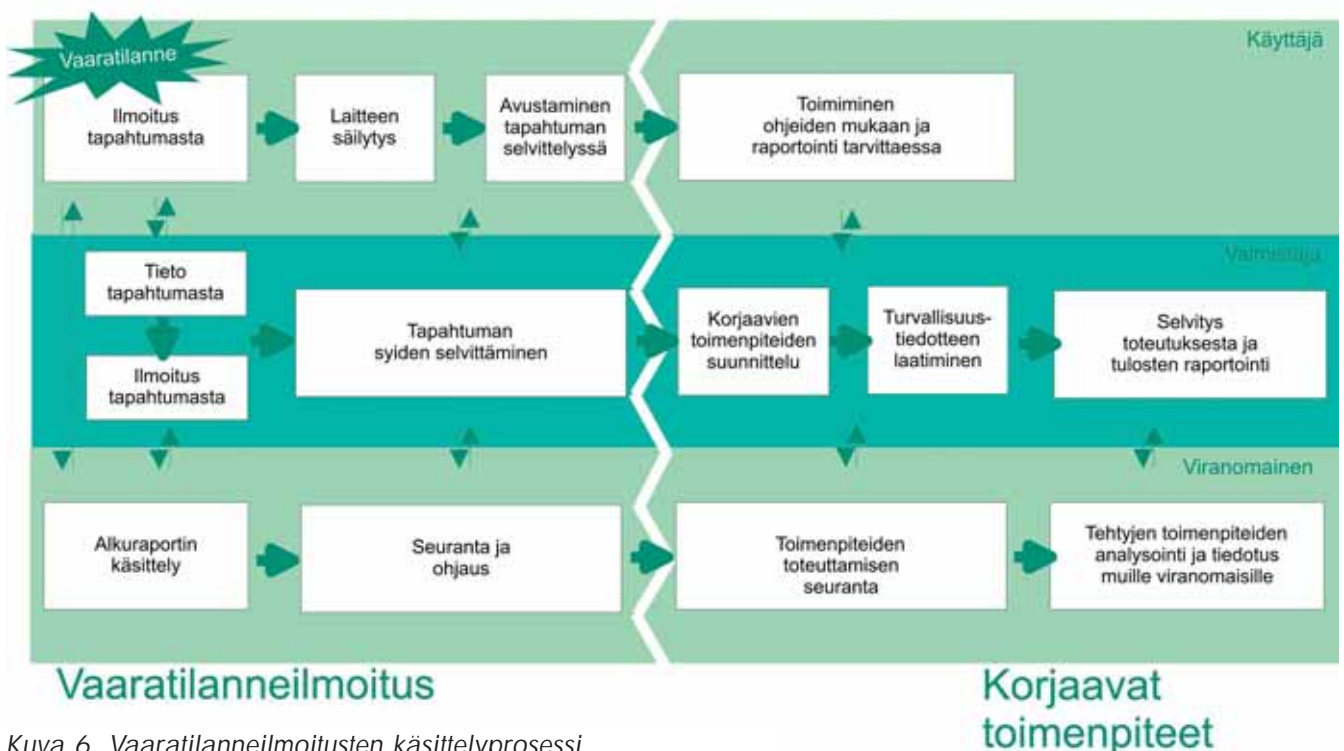 Käyttäjä
Vaaratilanne
Ilmoitus
tapahtumasta
Laitteen
säilytys
Avustaminen
tapahtuman
selvittelyssä
Toimiminen
ohjeiden mukaan ja
raportointi tarvittaessa
Valmistaja
Tieto
tapahtumasta
Ilmoitus
tapahtumasta
Tapahtuman
syiden selvittäminen
Korjaavien
toimenpiteiden
suunnittelu
Turvallisuus-
tiedotteen
laatiminen
Selvitys
toteutuksesta ja
tulosten raportointi
Viranomainen
Alkuraportin
käsittely
Seuranta ja
ohjaus
Toimenpiteiden
toteuttamisen
seuranta
Tehtyjen toimenpiteiden
analysointi ja tiedotus
muille viranomaisille
Vaaratilanneilmoitus
Korjaavat
toimenpiteet
Kuva 6. Vaaratilanneilmoitusten käsittelyprosessi